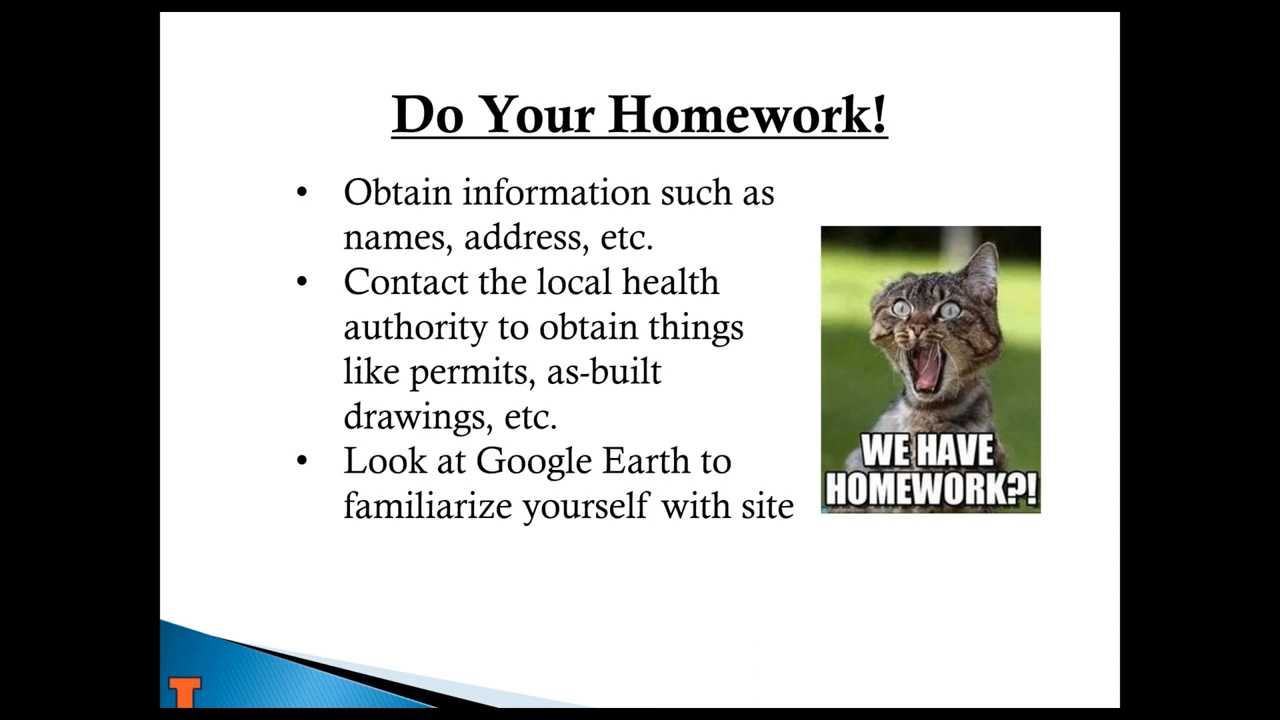 Do Your Homework!
• Obtain information such as
names, address, etc.
• Contact the local health
authority to obtain things
like permits, as-built
drawings, etc.
• Look at Google Earth to
familiarize yourself with site
WE HAVE
HOMEWORK?!
I